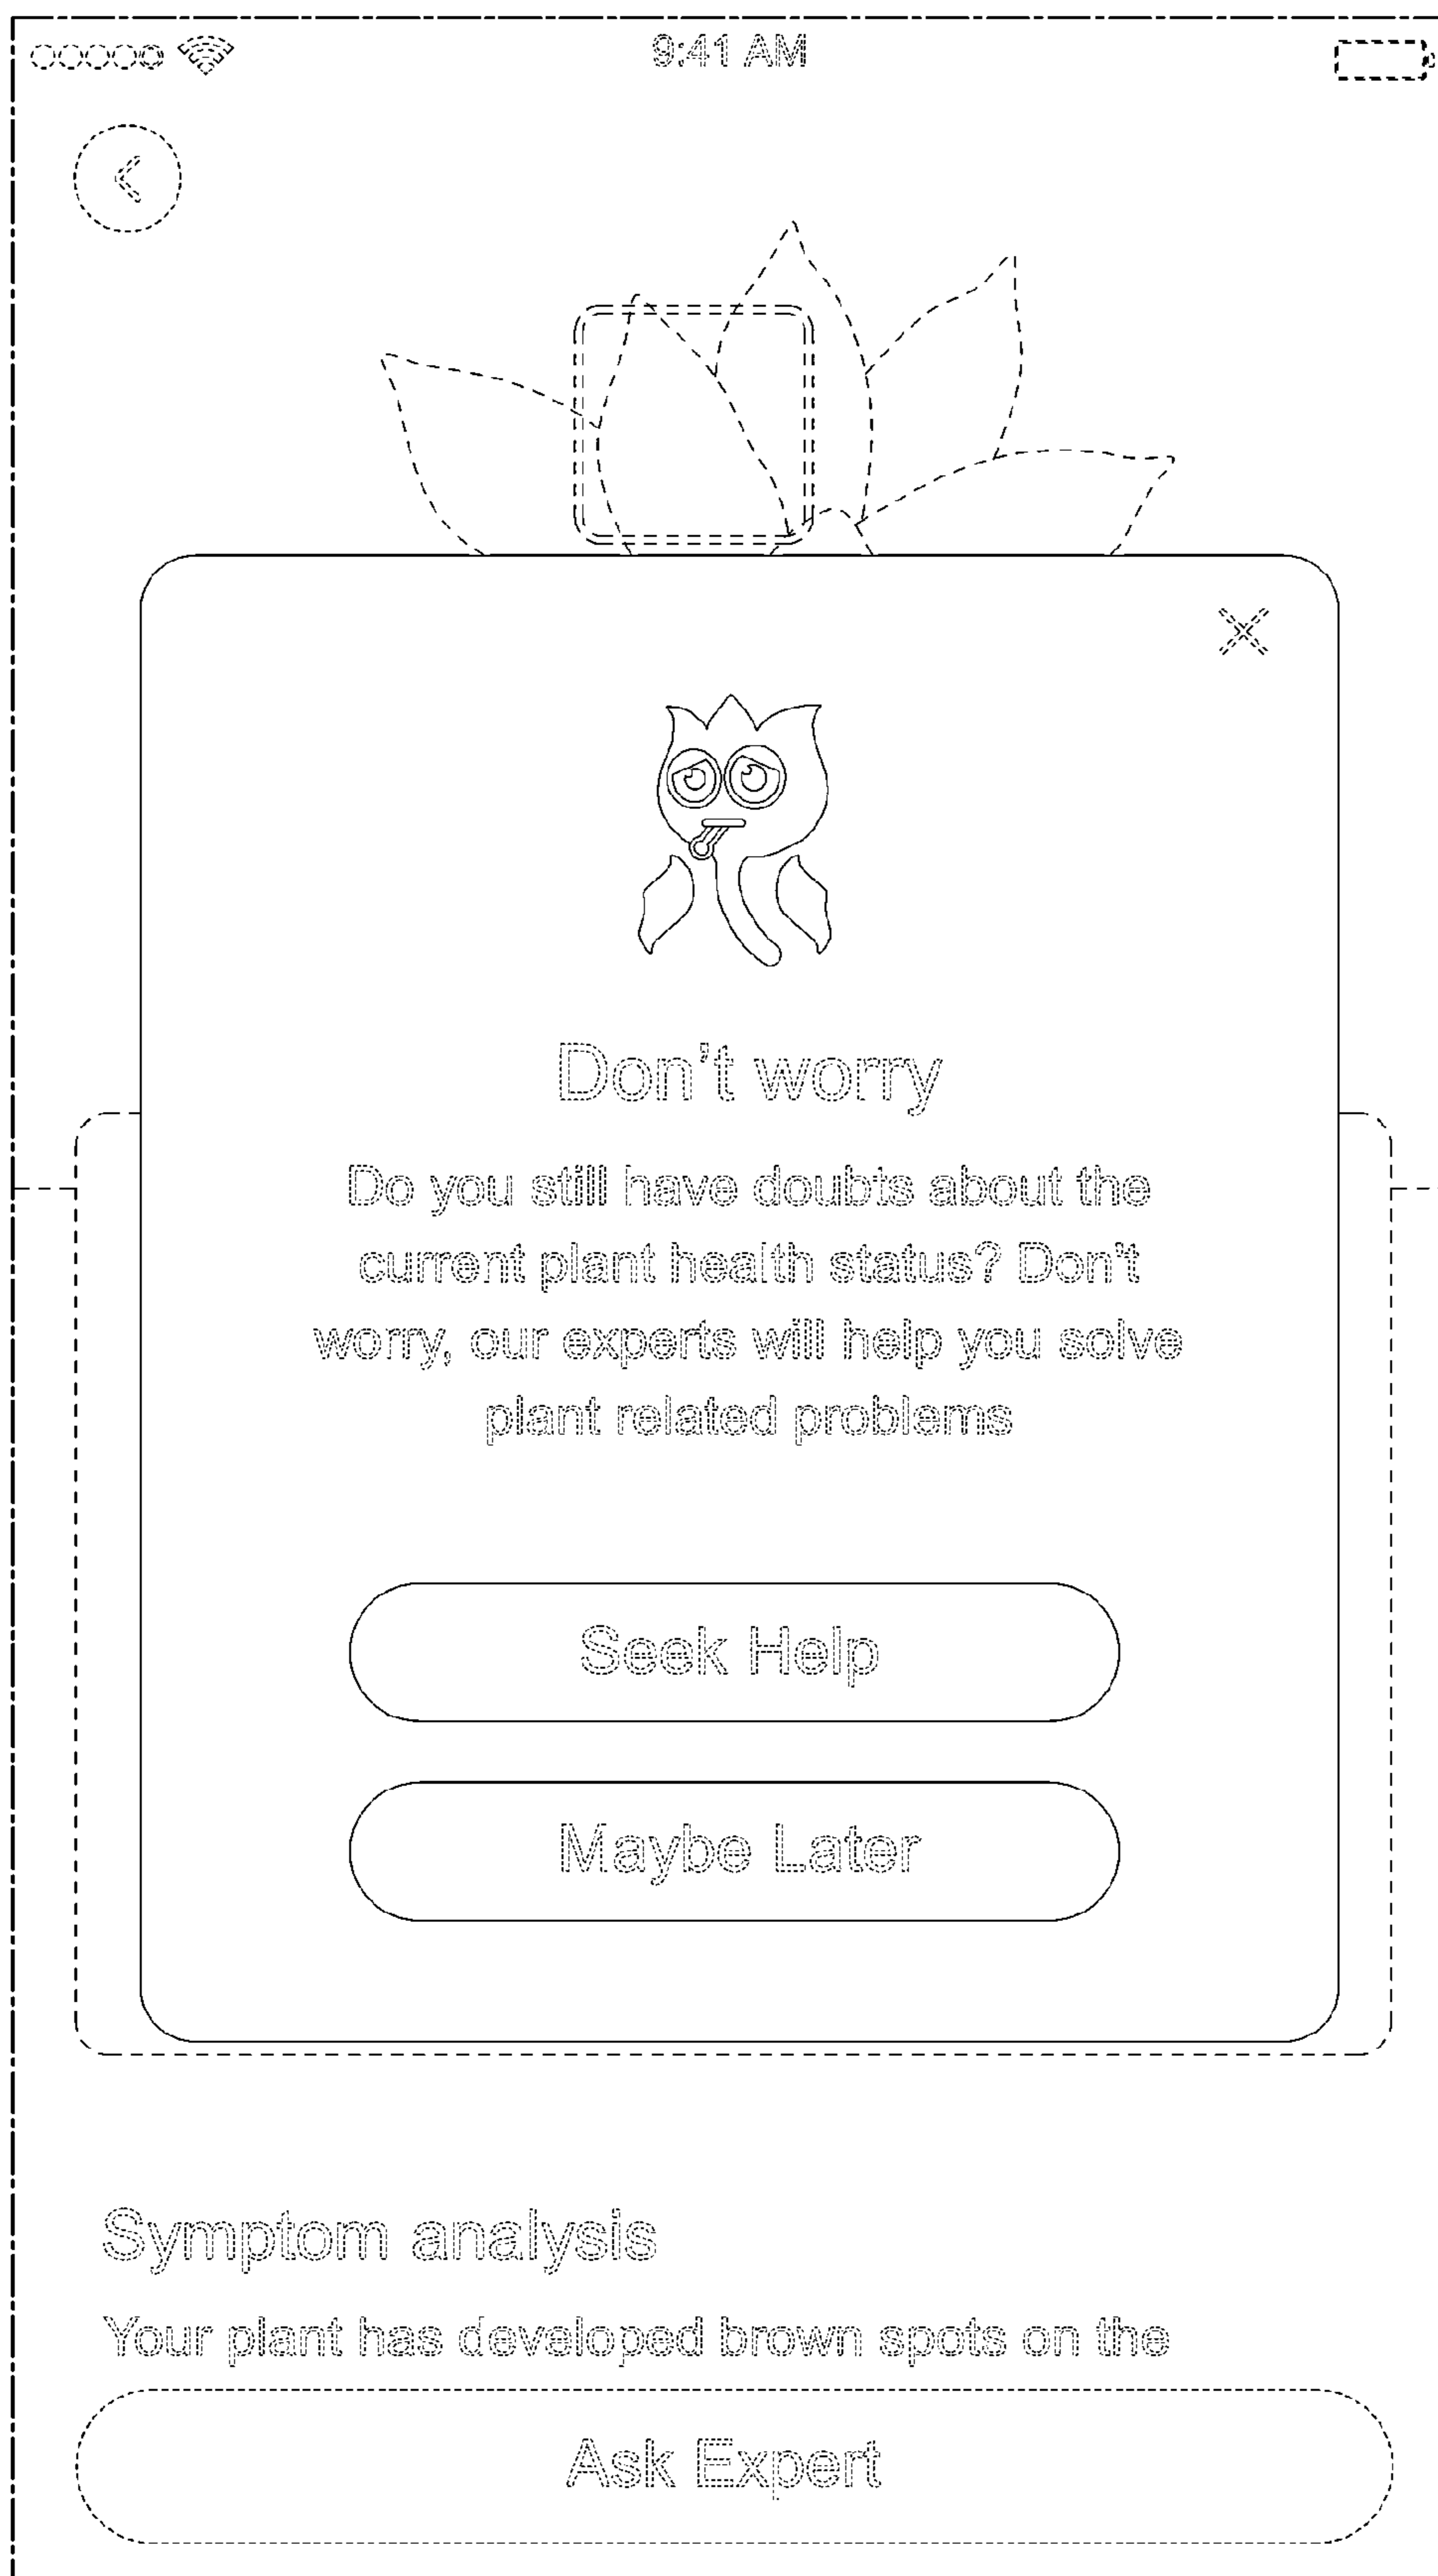 9:41 AM
Don't worry
Do you still have doubts about the
current plant health status? Don't
worry, our experts will help you solve
plant related problems
Seek Help
Maybe Later
Symptom analysis
Your plant has developed brown spots on the
Ask Expert